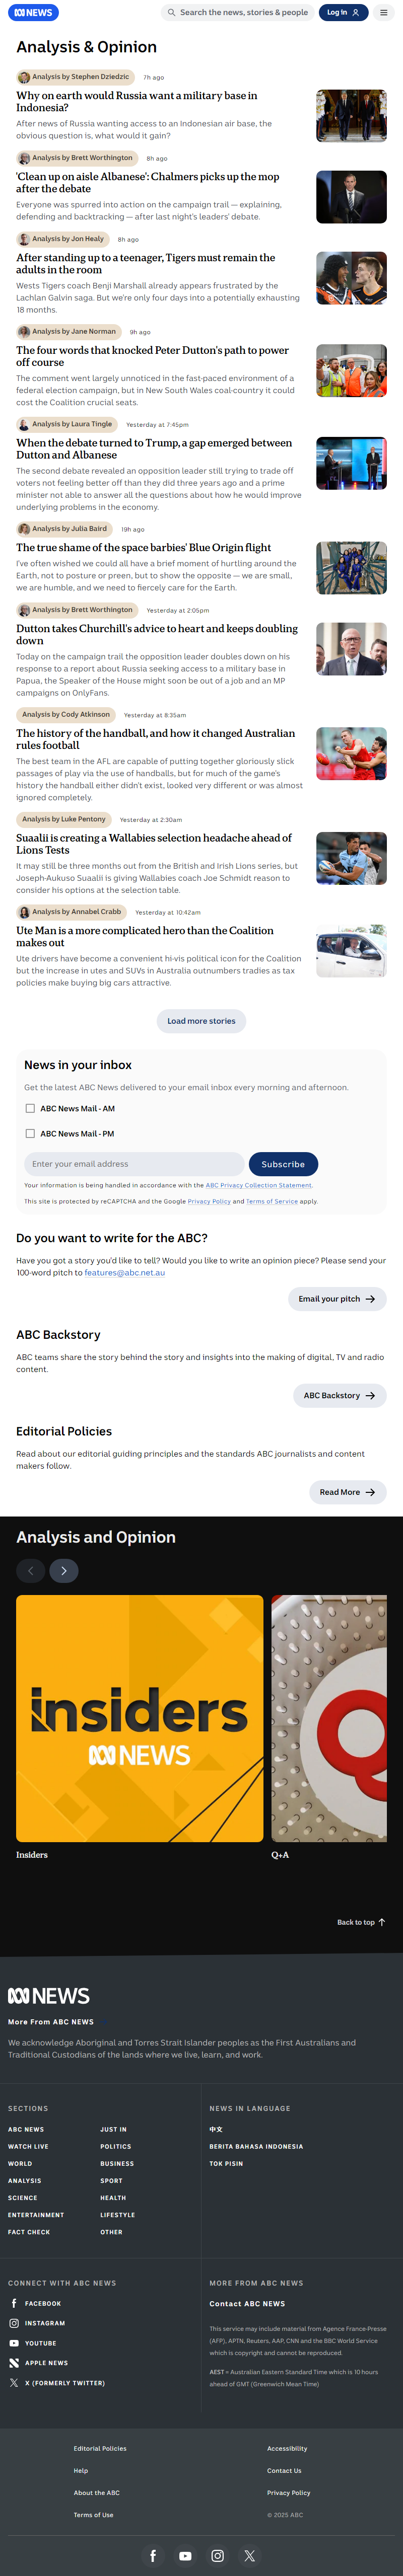 NEWS
Search the news, stories & people
Log In
Analysis & Opinion
Analysis by Stephen Dziedzic
7h ago
Why on earth would Russia want a military base in
Indonesia?
After news of Russia wanting access to an Indonesian air base, the
obvious question is, what would it gain?
Analysis by Brett Worthington
8h ago
'Clean up on aisle Albanese': Chalmers picks up the mop
after the debate
Everyone was spurred into action on the campaign trail — explaining,
defending and backtracking — after last night's leaders' debate.
Analysis by Jon Healy
8h ago
After standing up to a teenager, Tigers must remain the
adults in the room
Wests Tigers coach Benji Marshall already appears frustrated by the
Lachlan Galvin saga. But we're only four days into a potentially exhausting
18 months.
Analysis by Jane Norman
9h ago
The four words that knocked Peter Dutton's path to power
off course
The comment went largely unnoticed in the fast-paced environment of a
federal election campaign, but in New South Wales coal-country it could
cost the Coalition crucial seats.
Analysis by Laura Tingle
Yesterday at 7:45pm
When the debate turned to Trump, a gap emerged between
Dutton and Albanese
The second debate revealed an opposition leader still trying to trade off
voters not feeling better off than they did three years ago and a prime
minister not able to answer all the questions about how he would improve
underlying problems in the economy.
Analysis by Julia Baird
19h ago
The true shame of the space barbies' Blue Origin flight
I've often wished we could all have a brief moment of hurtling around the
Earth, not to posture or preen, but to show the opposite — we are small,
we are humble, and we need to fiercely care for the Earth.
Analysis by Brett Worthington
Yesterday at 2:05pm
Dutton takes Churchill's advice to heart and keeps doubling
down
Today on the campaign trail the opposition leader doubles down on his
response to a report about Russia seeking access to a military base in
Papua, the Speaker of the House might soon be out of a job and an MP
campaigns on OnlyFans.
Analysis by Cody Atkinson
Yesterday at 8:35am
The history of the handball, and how it changed Australian
rules football
The best team in the AFL are capable of putting together gloriously slick
passages of play via the use of handballs, but for much of the game's
history the handball either didn't exist, looked very different or was almost
ignored completely.
Analysis by Luke Pentony
Yesterday at 2:30am
Suaalii is creating a Wallabies selection headache ahead of
Lions Tests
It may still be three months out from the British and Irish Lions series, but
Joseph-Aukuso Suaalii is giving Wallabies coach Joe Schmidt reason to
consider his options at the selection table.
Analysis by Annabel Crabb
Yesterday at 10:42am
Ute Man is a more complicated hero than the Coalition
makes out
Ute drivers have become a convenient hi-vis political icon for the Coalition
but the increase in utes and SUVs in Australia outnumbers tradies as tax
policies make buying big cars attractive.
Load more stories
News in your inbox
Get the latest ABC News delivered to your email inbox every morning and afternoon.
ABC News Mail - AM
ABC News Mail - PM
Enter your email address
Subscribe
Your information is being handled in accordance with the ABC Privacy Collection Statement.
This site is protected by reCAPTCHA and the Google Privacy Policy and Terms of Service apply.
Do you want to write for the ABC?
Have you got a story you'd like to tell? Would you like to write an opinion piece? Please send your
100-word pitch to features@abc.net.au
Email your pitch
ABC Backstory
ABC teams share the story behind the story and insights into the making of digital, TV and radio
content.
ABC Backstory
Editorial Policies
Read about our editorial guiding principles and the standards ABC journalists and content
makers follow.
Read More
Analysis and Opinion
insiders
NEWS
Q
Insiders
Q+A
Back to top
NEWS
More From ABC NEWS
We acknowledge Aboriginal and Torres Strait Islander peoples as the First Australians and
Traditional Custodians of the lands where we live, learn, and work.
SECTIONS
ABC NEWS
JUST IN
WATCH LIVE
POLITICS
WORLD
BUSINESS
ANALYSIS
SPORT
SCIENCE
HEALTH
ENTERTAINMENT
LIFESTYLE
FACT CHECK
OTHER
NEWS IN LANGUAGE
中文
BERITA BAHASA INDONESIA
TOK PISIN
CONNECT WITH ABC NEWS
FACEBOOK
INSTAGRAM
YOUTUBE
APPLE NEWS
X (FORMERLY TWITTER)
MORE FROM ABC NEWS
Contact ABC NEWS
This service may include material from Agence France-Presse
(AFP), APTN, Reuters, AAP, CNN and the BBC World Service
which is copyright and cannot be reproduced.
AEST = Australian Eastern Standard Time which is 10 hours
ahead of GMT (Greenwich Mean Time)
Editorial Policies
Accessibility
Help
Contact Us
About the ABC
Privacy Policy
Terms of Use
© 2025 ABC